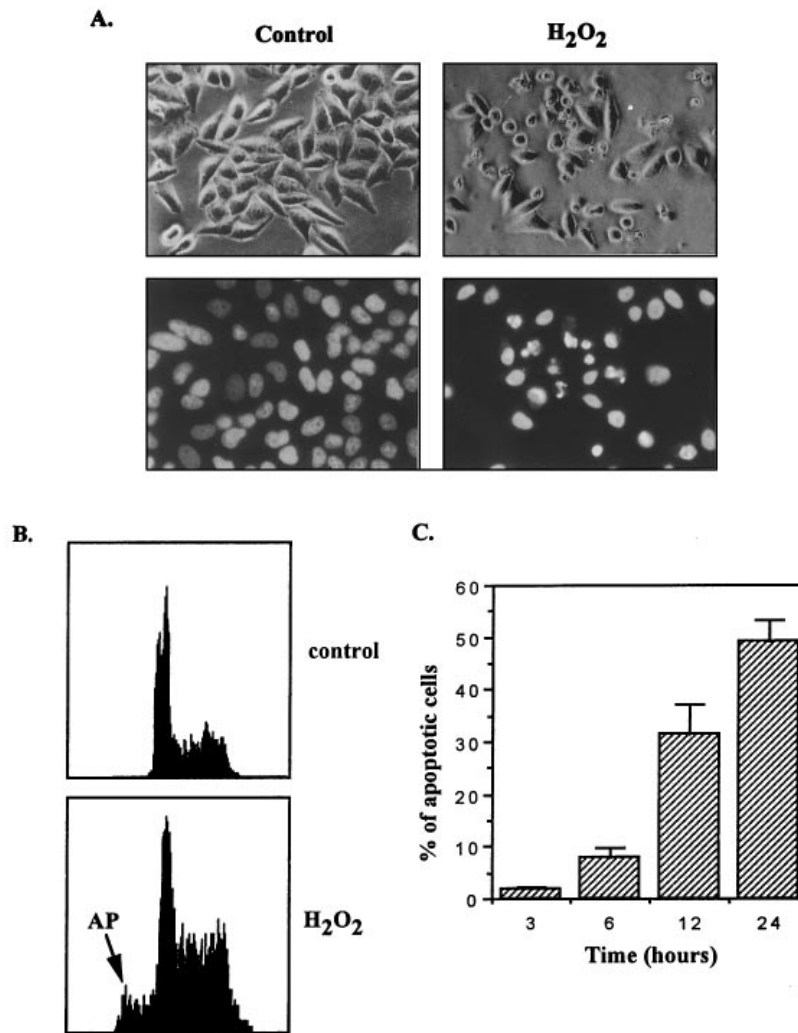 A.
Control
H₂O₂
B.
control
AP
H₂O₂
C.
% of apoptotic cells
60
50
40
30
20
10
0
3 6 12 24
Time (hours)